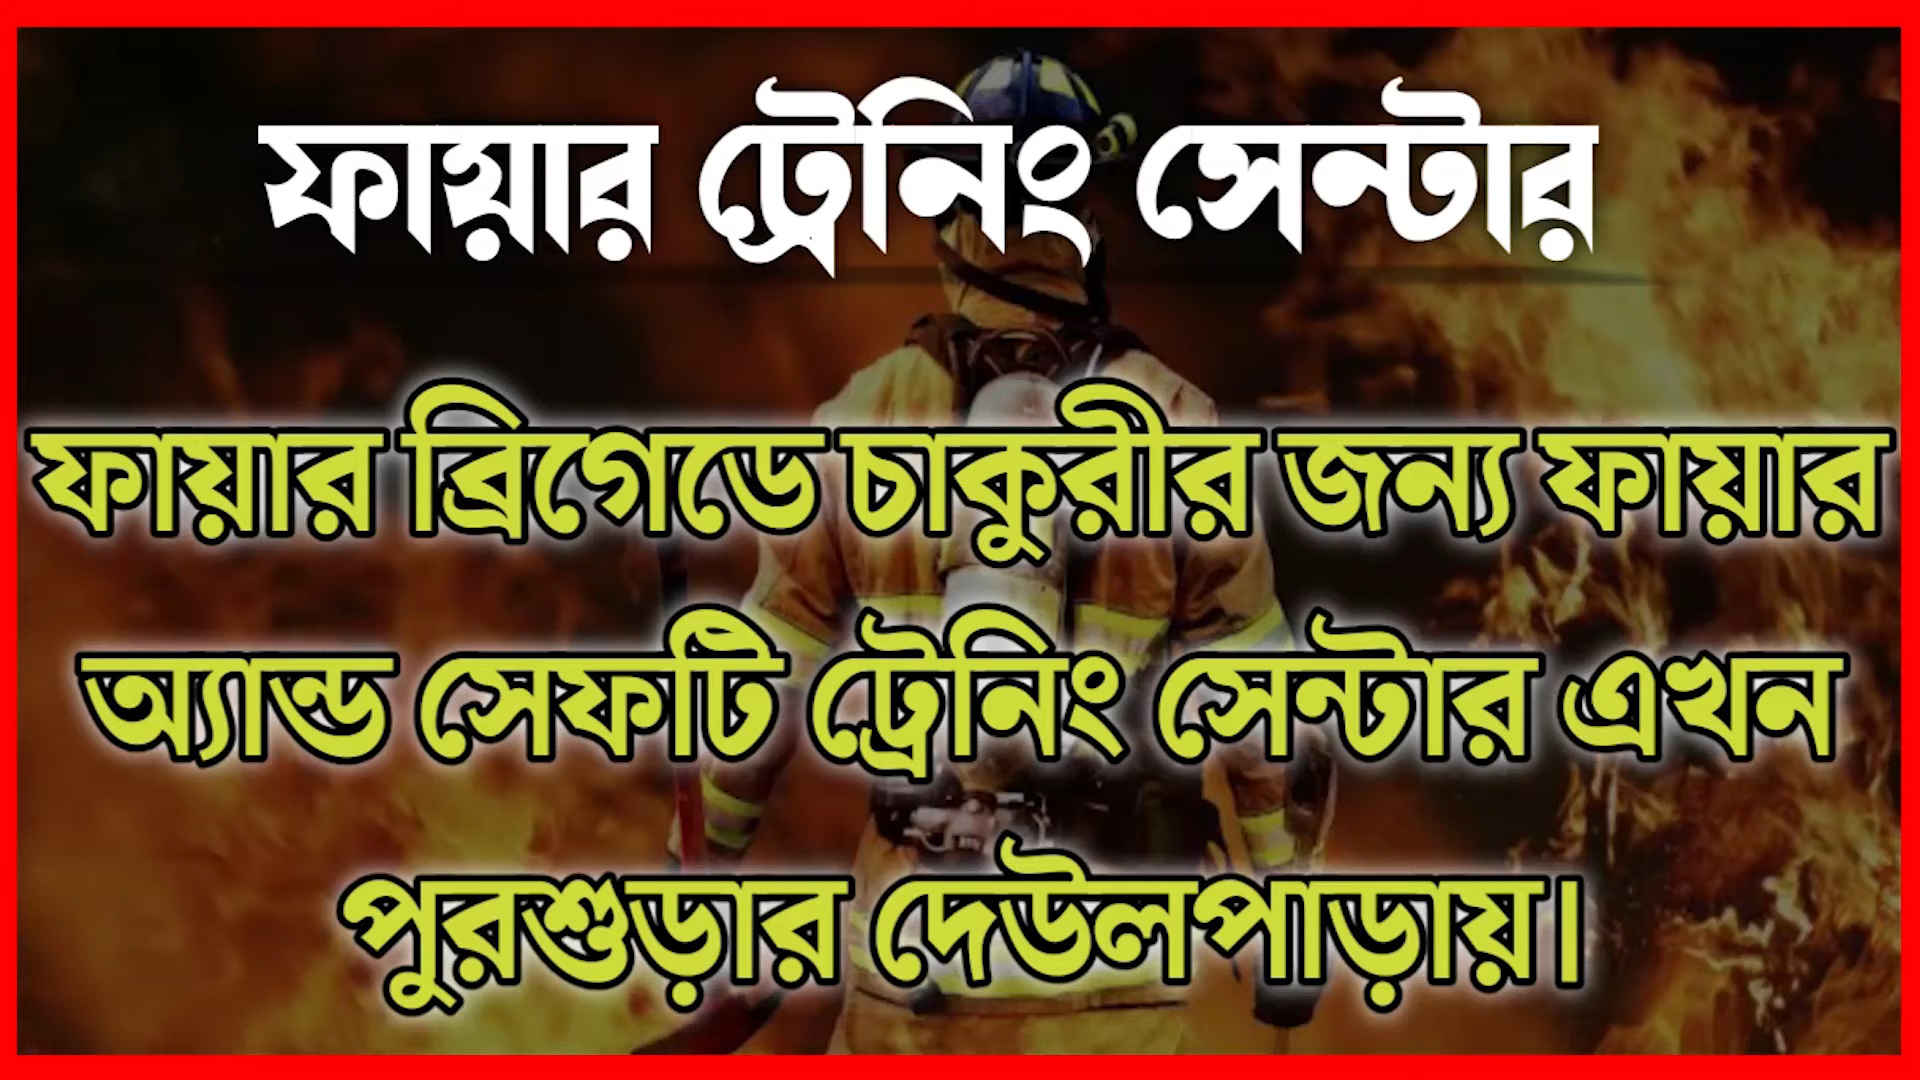 ফায়ার ট্রেনিং সেন্টার
ফায়ার ব্রিগেডে চাকুরীর জন্য ফায়ার
অ্যান্ড সেফটি ট্রেনিং সেন্টার এখন
পুরশুড়ার দেউলপাড়ায়।